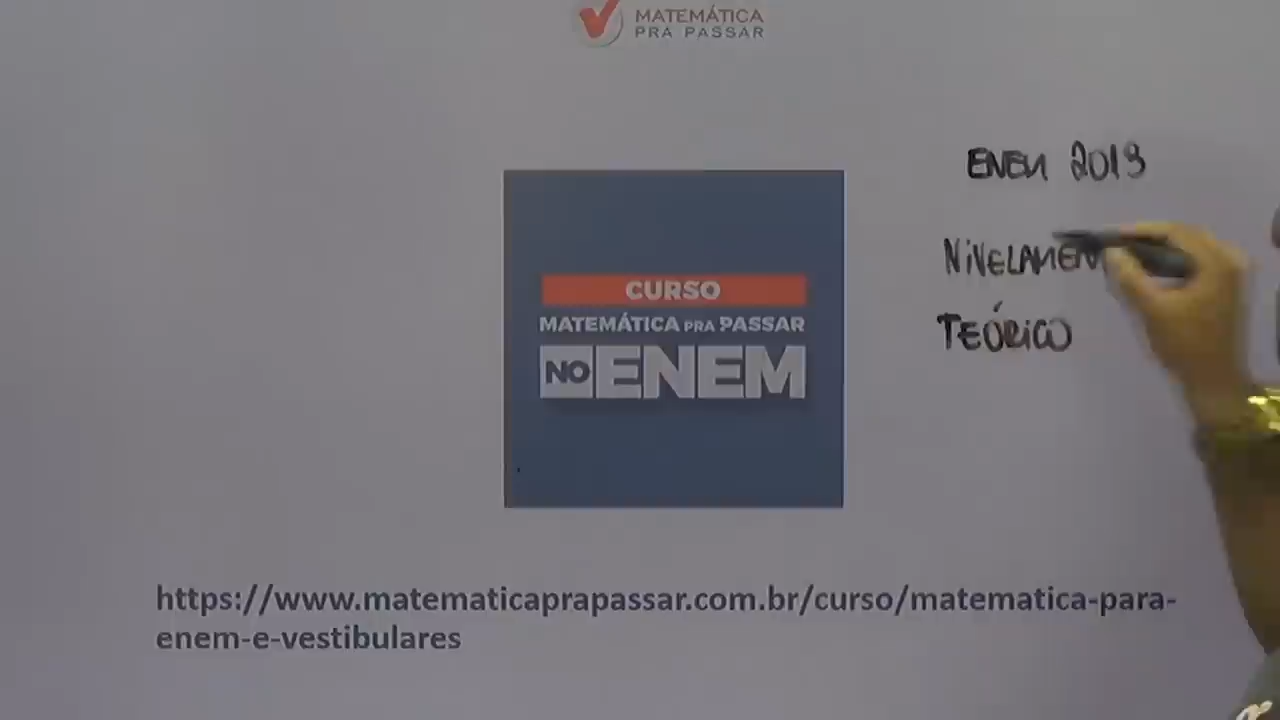 MATEMÁTICA
PRA PASSAR
ENEM 2019
NIVELAMEN
TEÓRICO
CURSO
MATEMÁTICA PRA PASSAR
NO ENEM
https://www.matematicaprapassar.com.br/curso/matematica-para-
enem-e-vestibulares